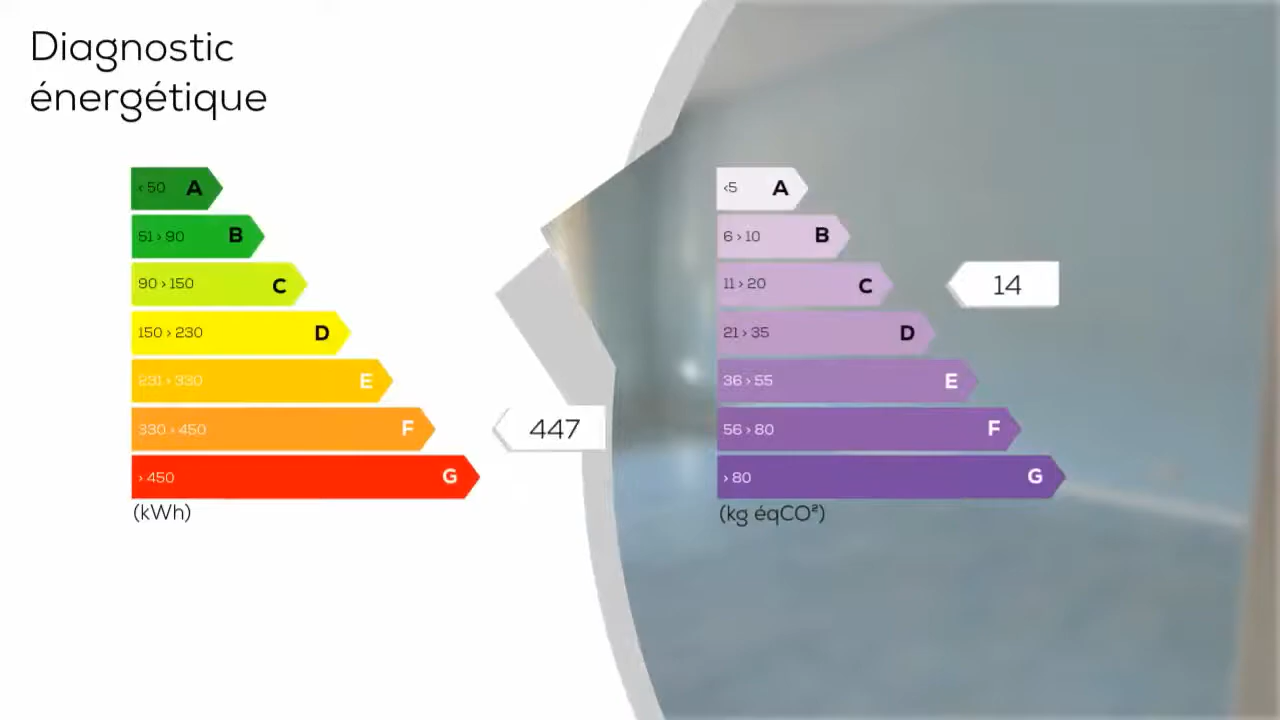 Diagnostic
énergétique
< 50 A
51 > 90 B
90 > 150 C
150 > 230 D
231 > 330 E
330 > 450 F
> 450 G
(kWh)
447
<5 A
6 > 10 B
11 > 20 C
21 > 35 D
36 > 55 E
56 > 80 F
> 80 G
(kg éqCO²)
14